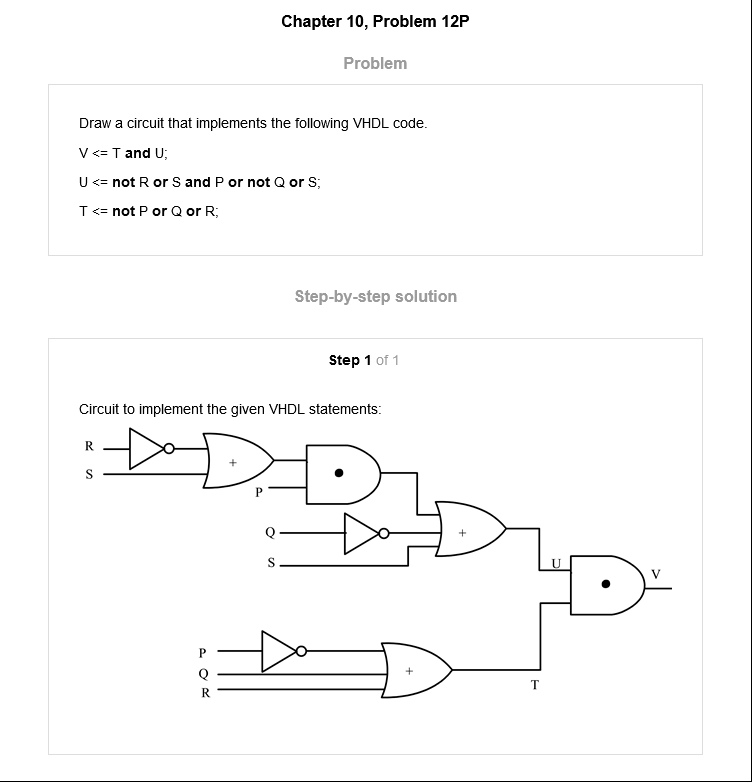 Chapter 10, Problem 12P
Problem
Draw a circuit that implements the following VHDL code.
V <= T and U;
U <= not R or S and P or not Q or S;
T <= not P or Q or R;
Step-by-step solution
Step 1 of 1
Circuit to implement the given VHDL statements:
R
S
+
P
Q
+
S
U
V
P
Q
+
R
T